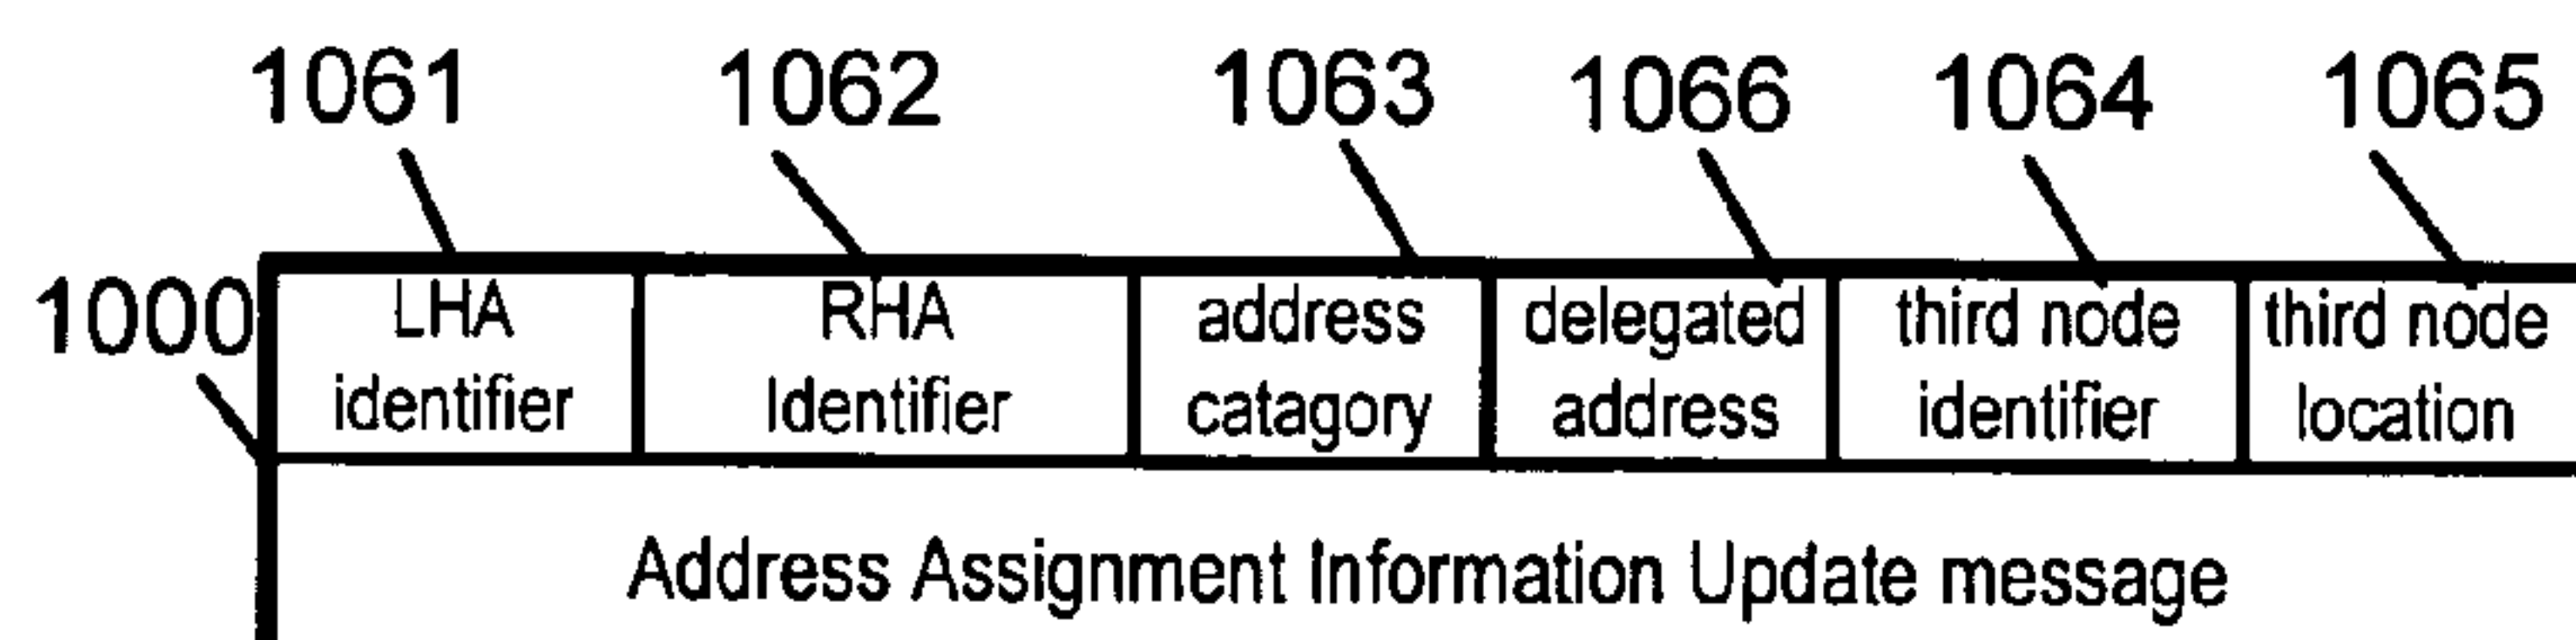 1061 1062 1063 1066 1064 1065
1000
LHA RHA address delegated third node third node
identifier Identifier catagory address identifier location
Address Assignment Information Update message